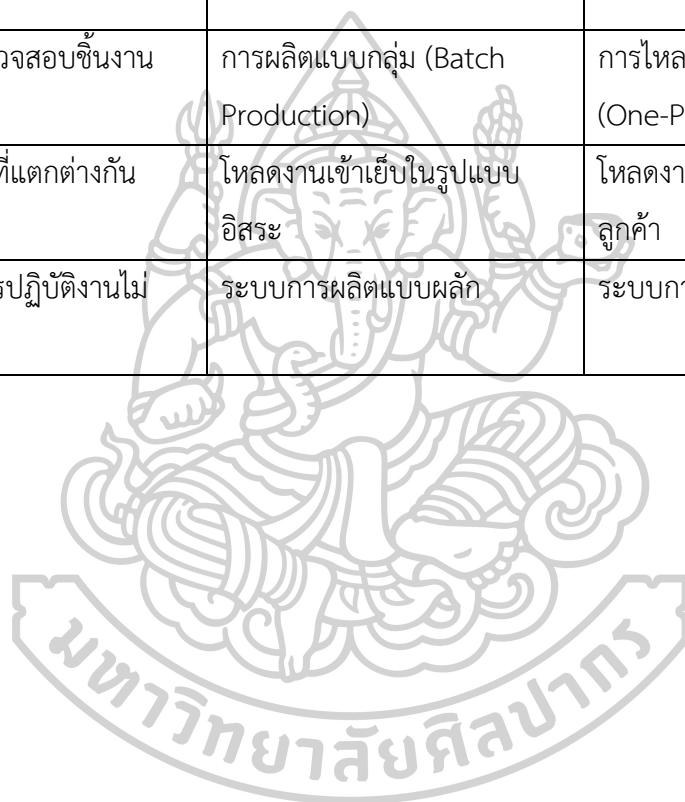 วจสอบชิ้นงาน การผลิตแบบกลุ่ม (Batch การไหล
Production) (One-P
ที่แตกต่างกัน โหลดงานเข้าเย็บในรูปแบบ โหลดงา
อิสระ ลูกค้า
รปฏิบัติงานไม่ ระบบการผลิตแบบผลัก ระบบกา
มหาวิทยาลัยศิลปากร